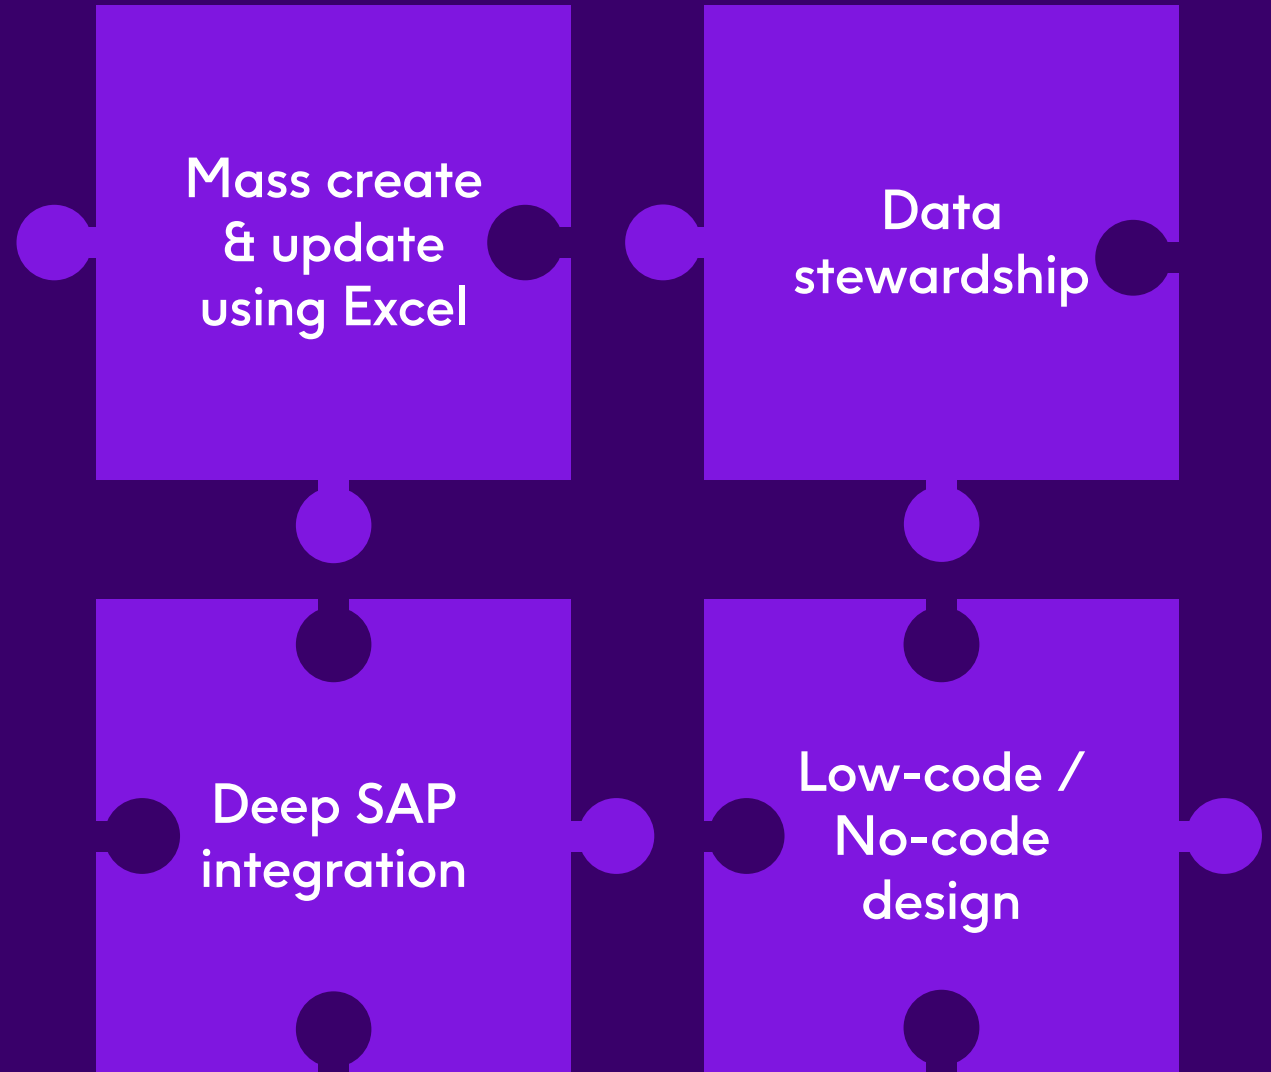 Mass create
& update
using Excel
Data
stewardship
Deep SAP
integration
Low-code /
No-code
design